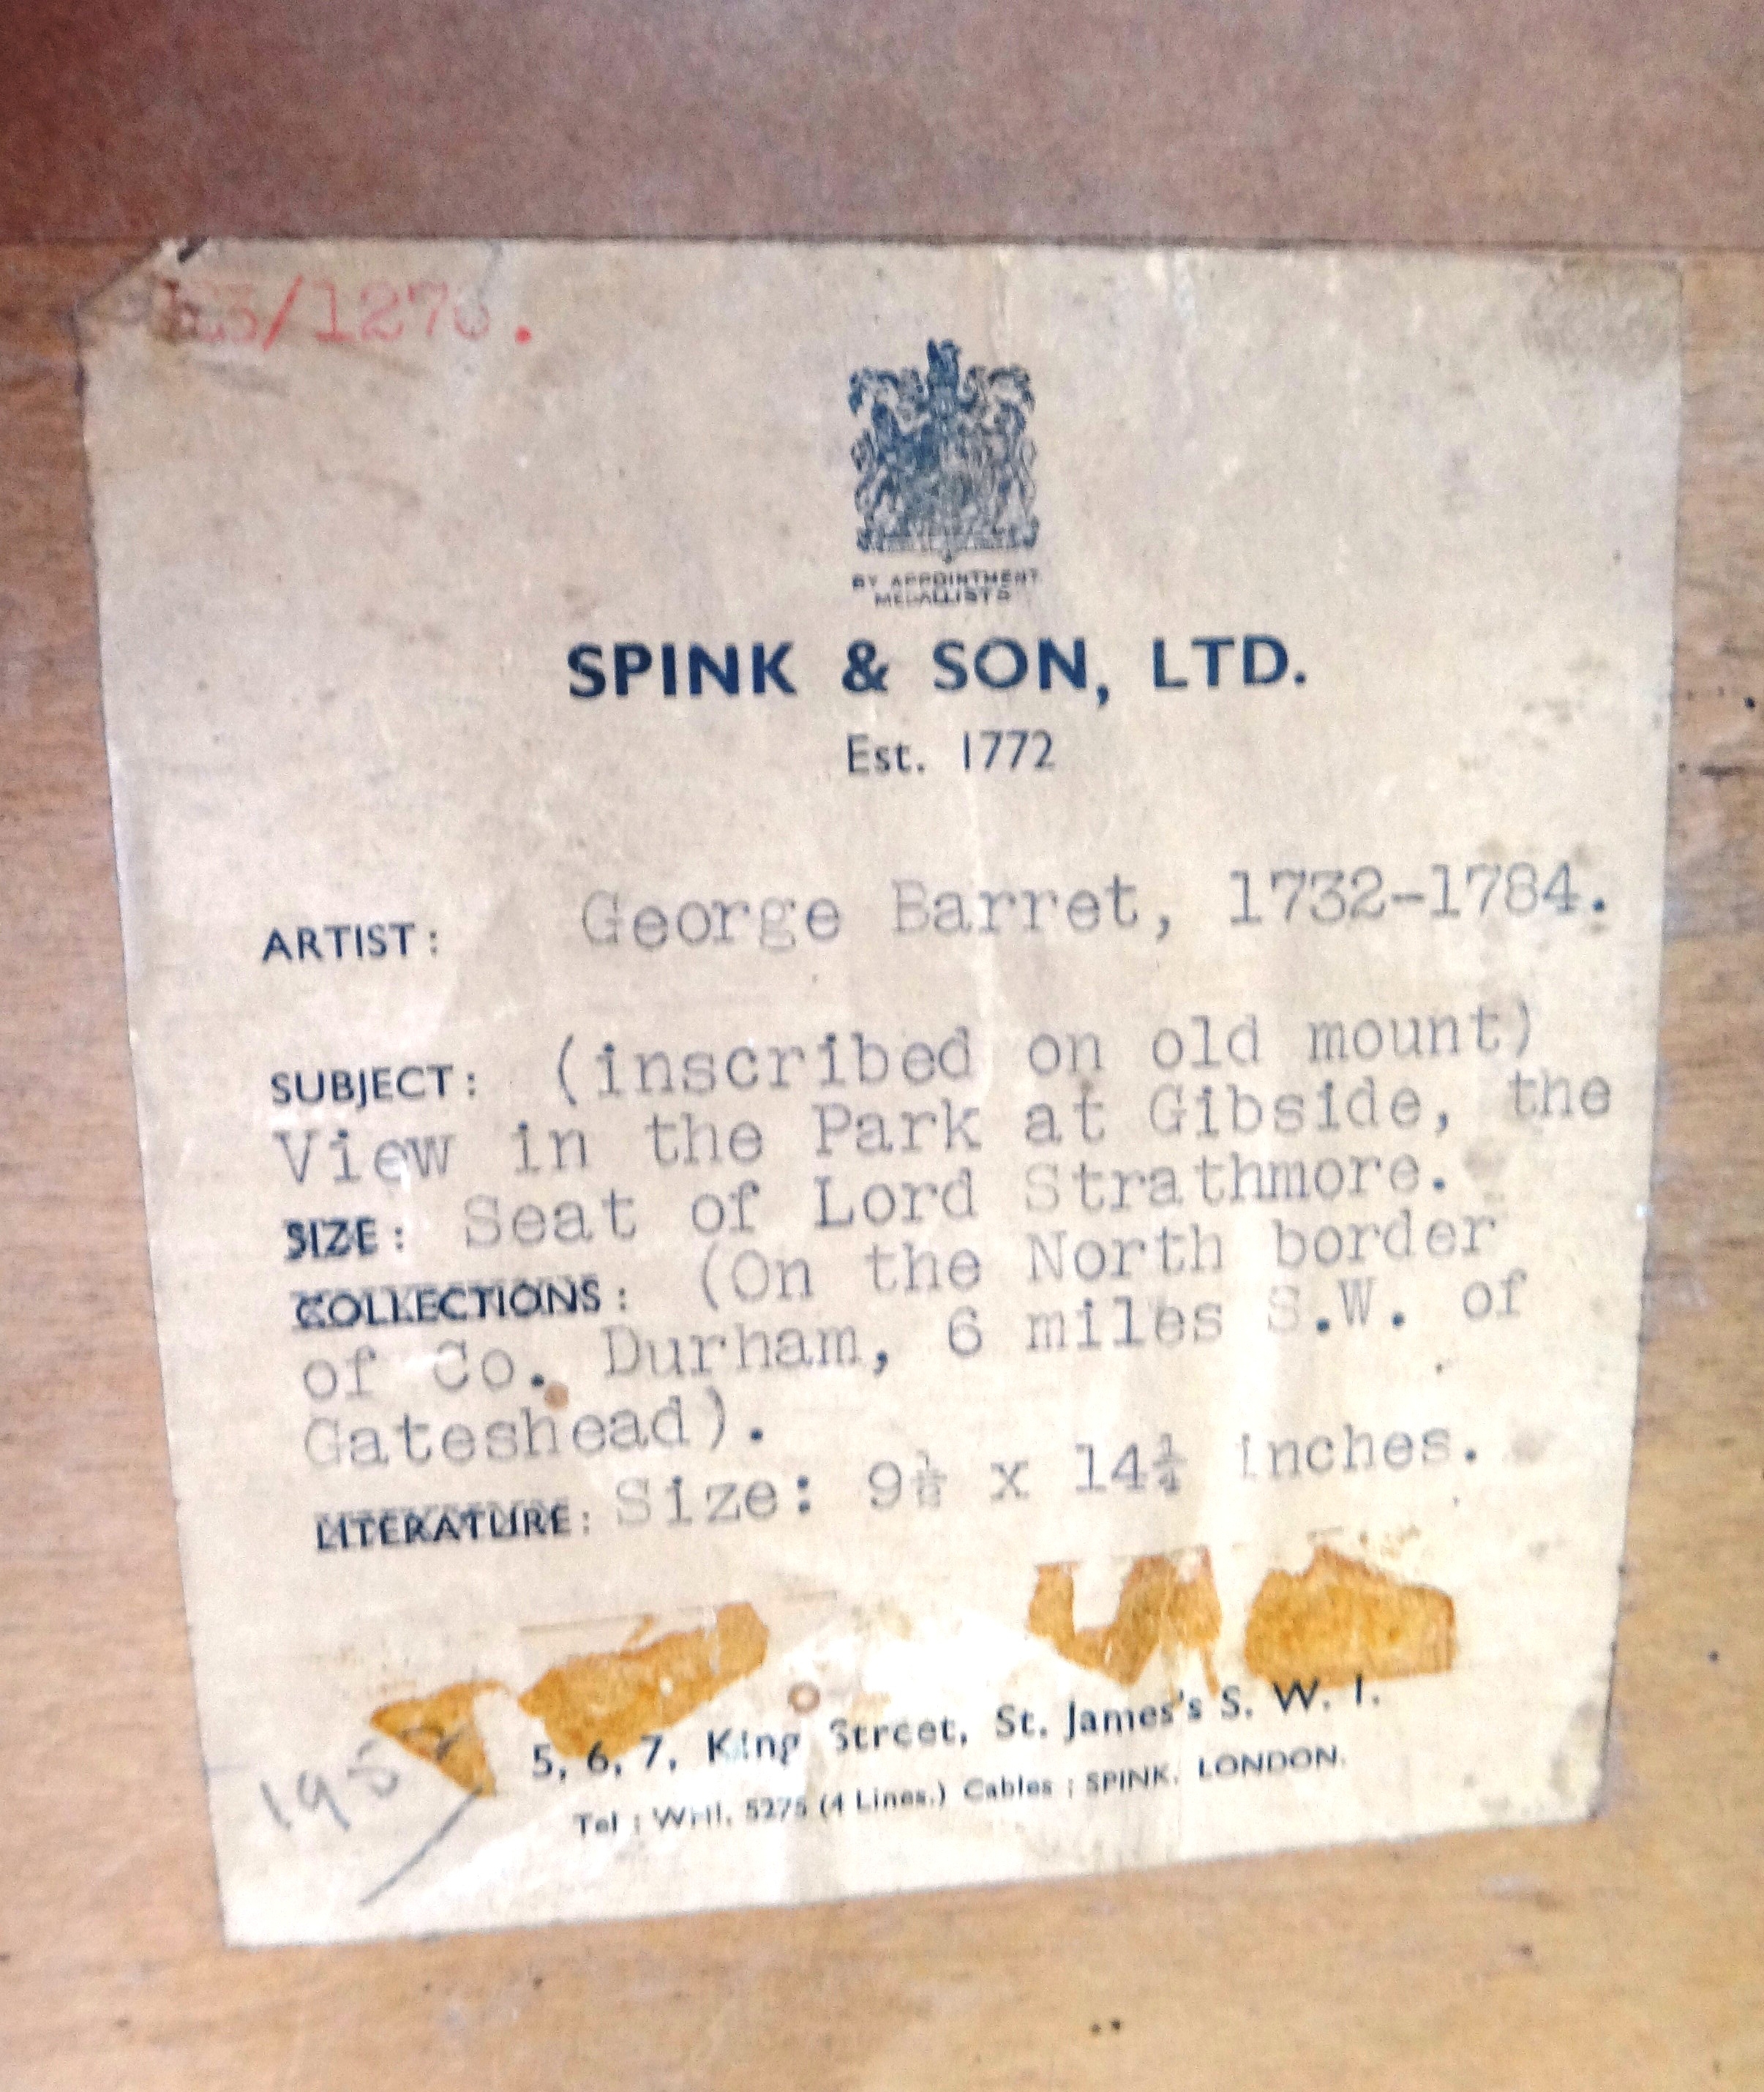 /127
BY APPOINTMENT
MEDALLISTS
SPINK & SON, LTD.
Est. 1772
ARTIST: George Barret, 1732-1784.
SUBJECT: (inscribed on old mount)
View in the Park at Gibside, the
SIZE: Seat of Lord Strathmore.
COLLECTIONS: (On the North border
of Co. Durham, 6 miles S.W. of
Gateshead).
LITERATURE: Size: 9½ x 14¼ inches.
5, 6, 7, King Street, St. James's S. W. 1.
Tel : WHI. 5275 (4 Lines.) Cables : SPINK, LONDON.